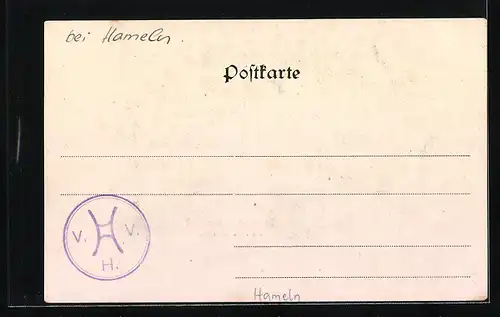 bei Hameln.
Postkarte
V. H V.
H.
Hameln